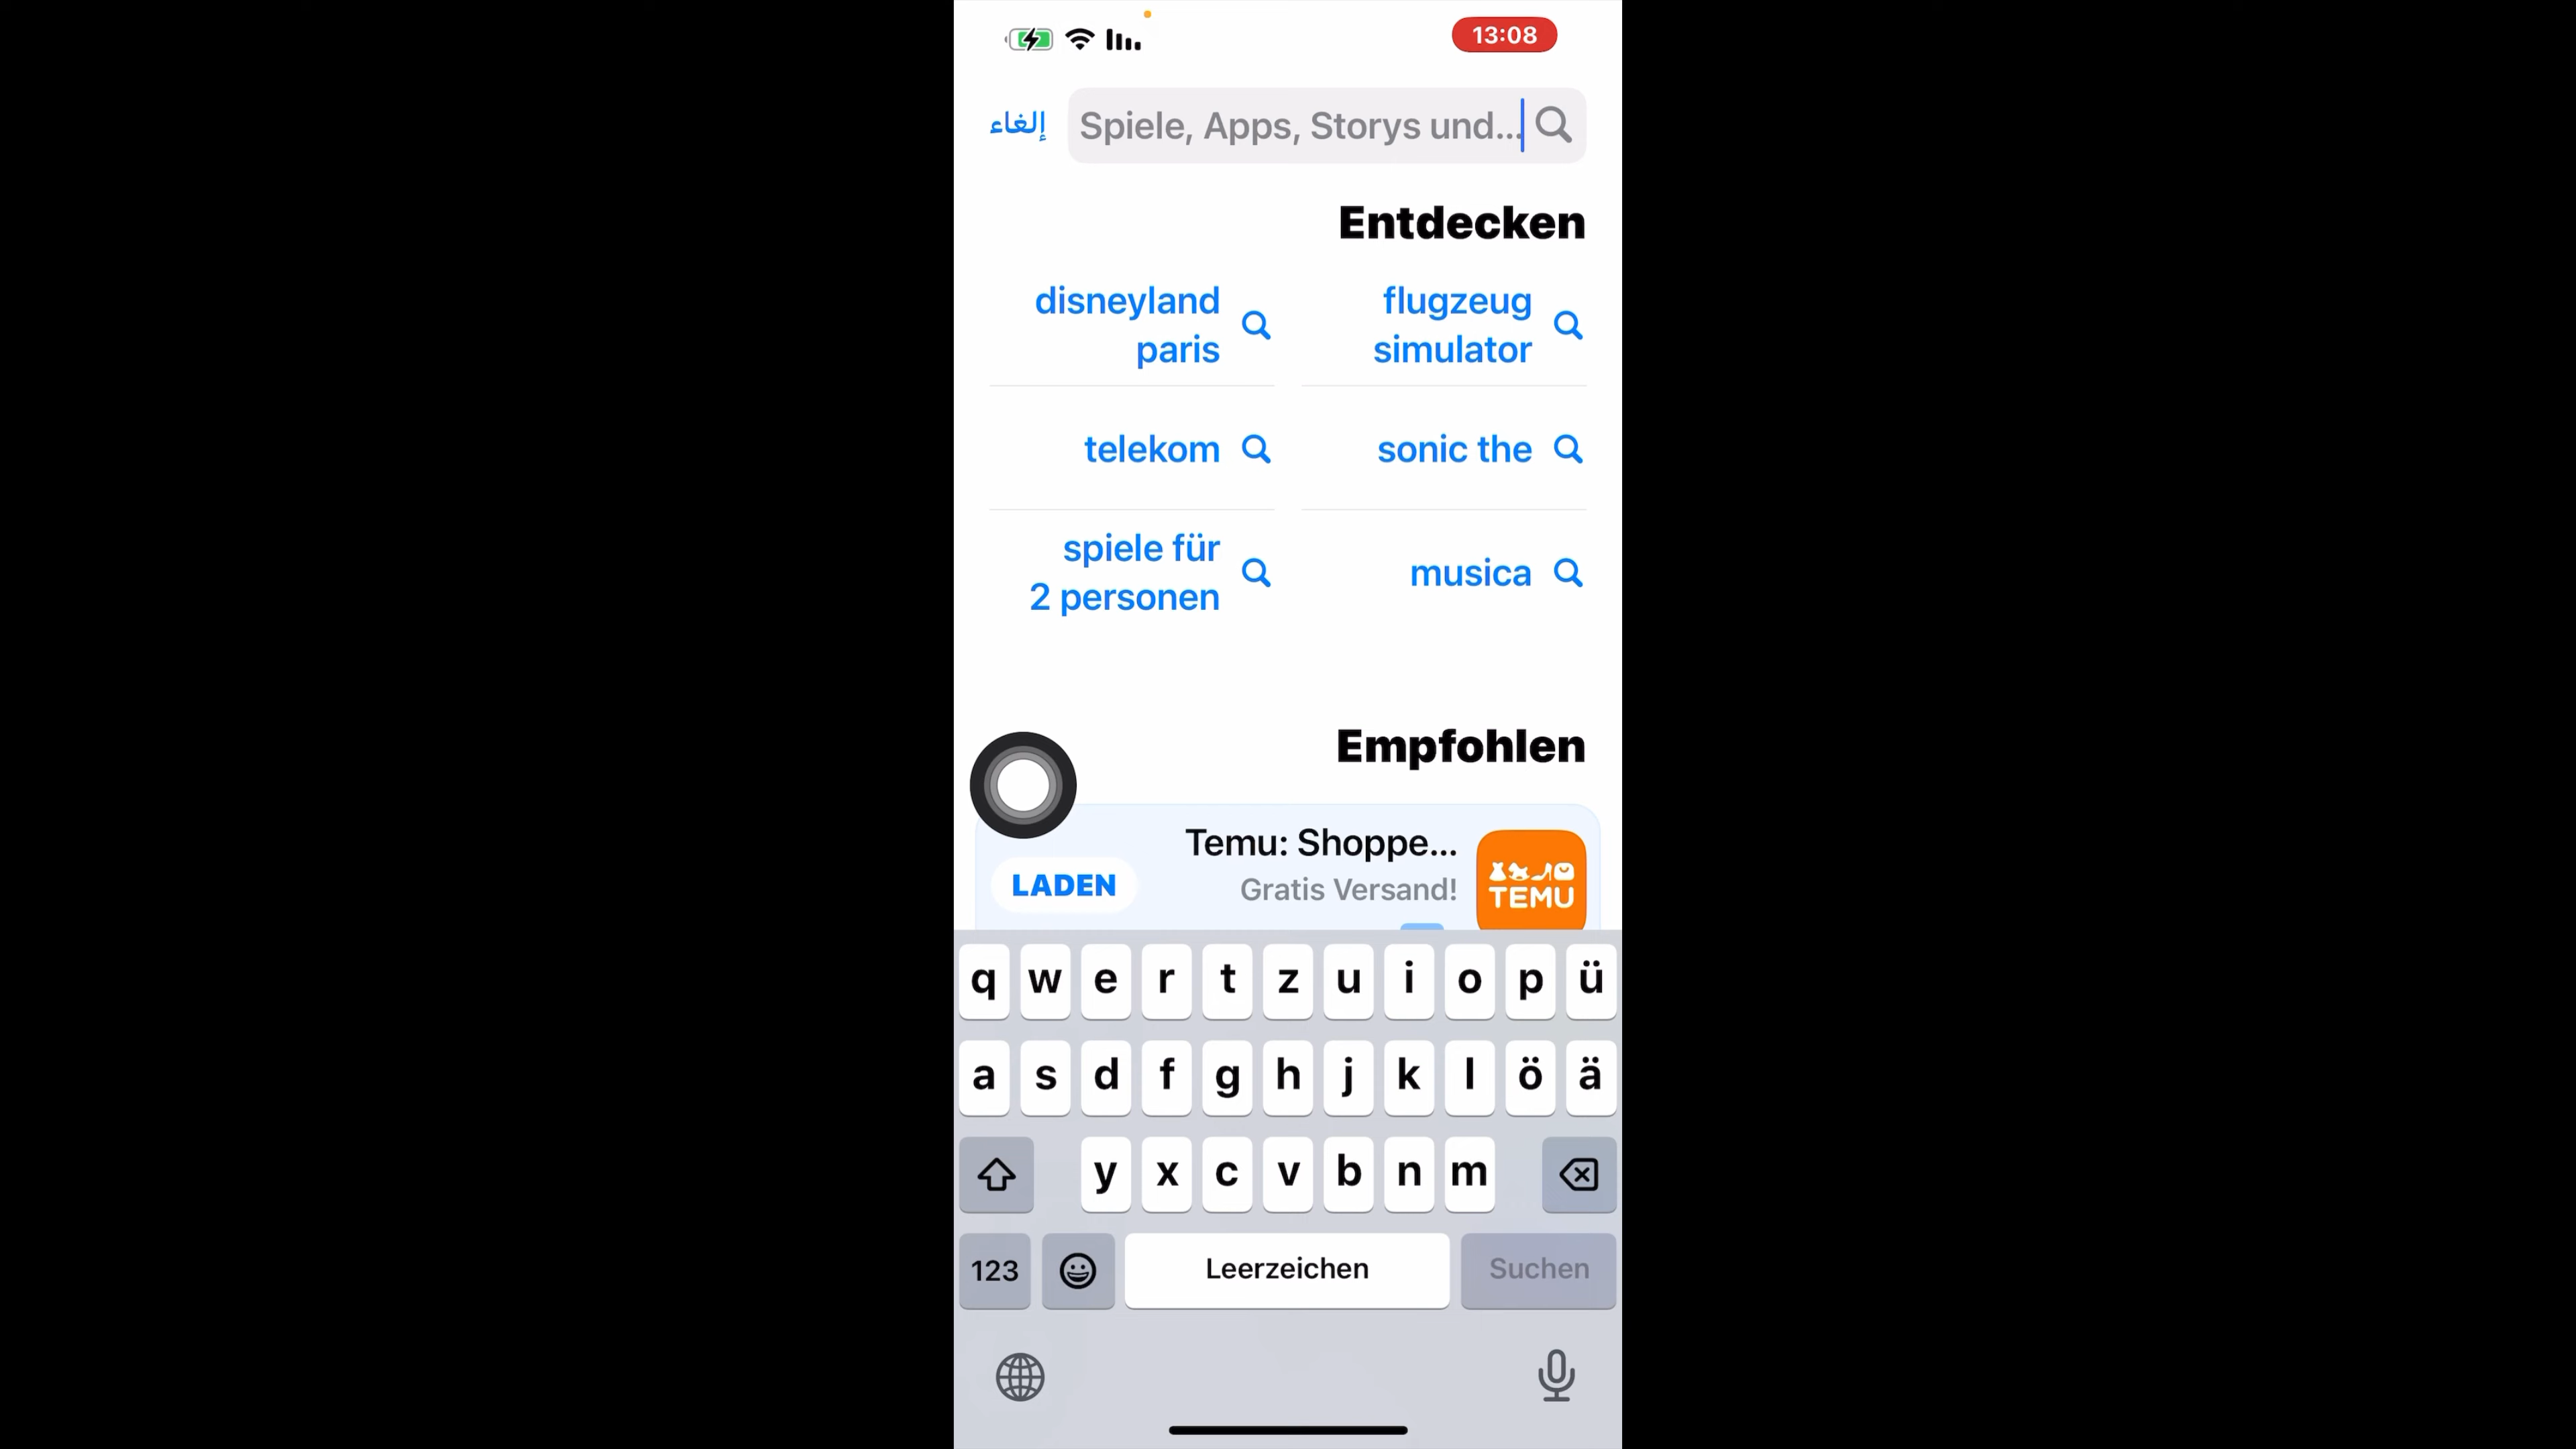 13:08
Spiele, Apps, Storys und...
إلغاء
Entdecken
flugzeug
simulator
disneyland
paris
sonic the
telekom
musica
spiele für
2 personen
Empfohlen
Temu: Shoppe...
Gratis Versand!
TEMU
LADEN
q w e r t z u i o p ü
a s d f g h j k l ö ä
y x c v b n m
123 Leerzeichen Suchen